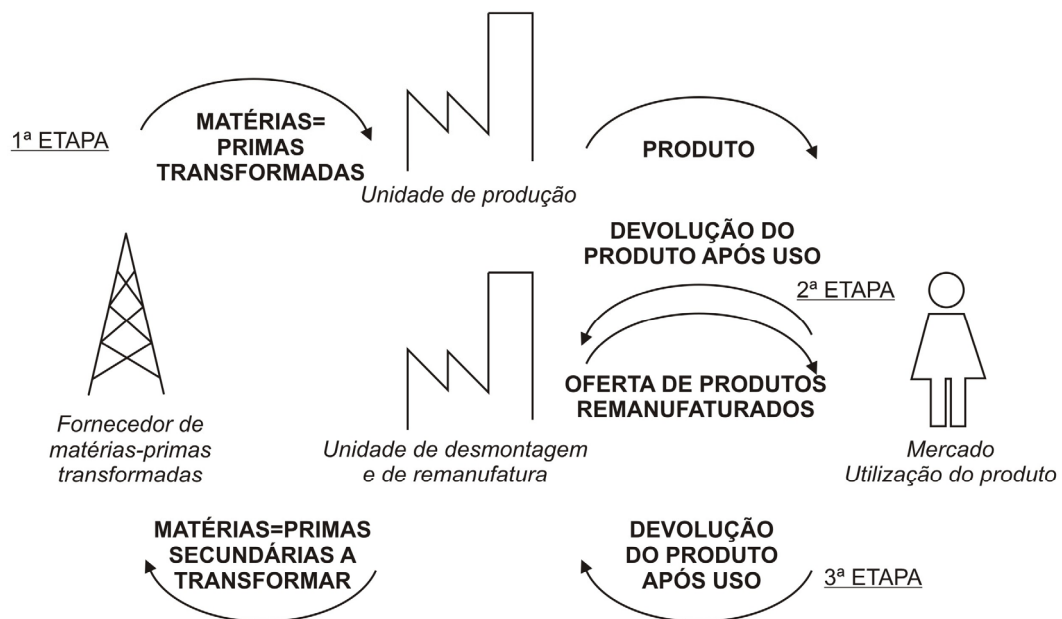 1ª ETAPA
MATÉRIAS=
PRIMAS
TRANSFORMADAS
Unidade de produção
PRODUTO
DEVOLUÇÃO DO
PRODUTO APÓS USO
2ª ETAPA
OFERTA DE PRODUTOS
REMANUFATURADOS
Fornecedor de
matérias-primas
transformadas
Unidade de desmontagem
e de remanufatura
Mercado
Utilização do produto
MATÉRIAS=PRIMAS
SECUNDÁRIAS A
TRANSFORMAR
DEVOLUÇÃO
DO PRODUTO
APÓS USO
3ª ETAPA